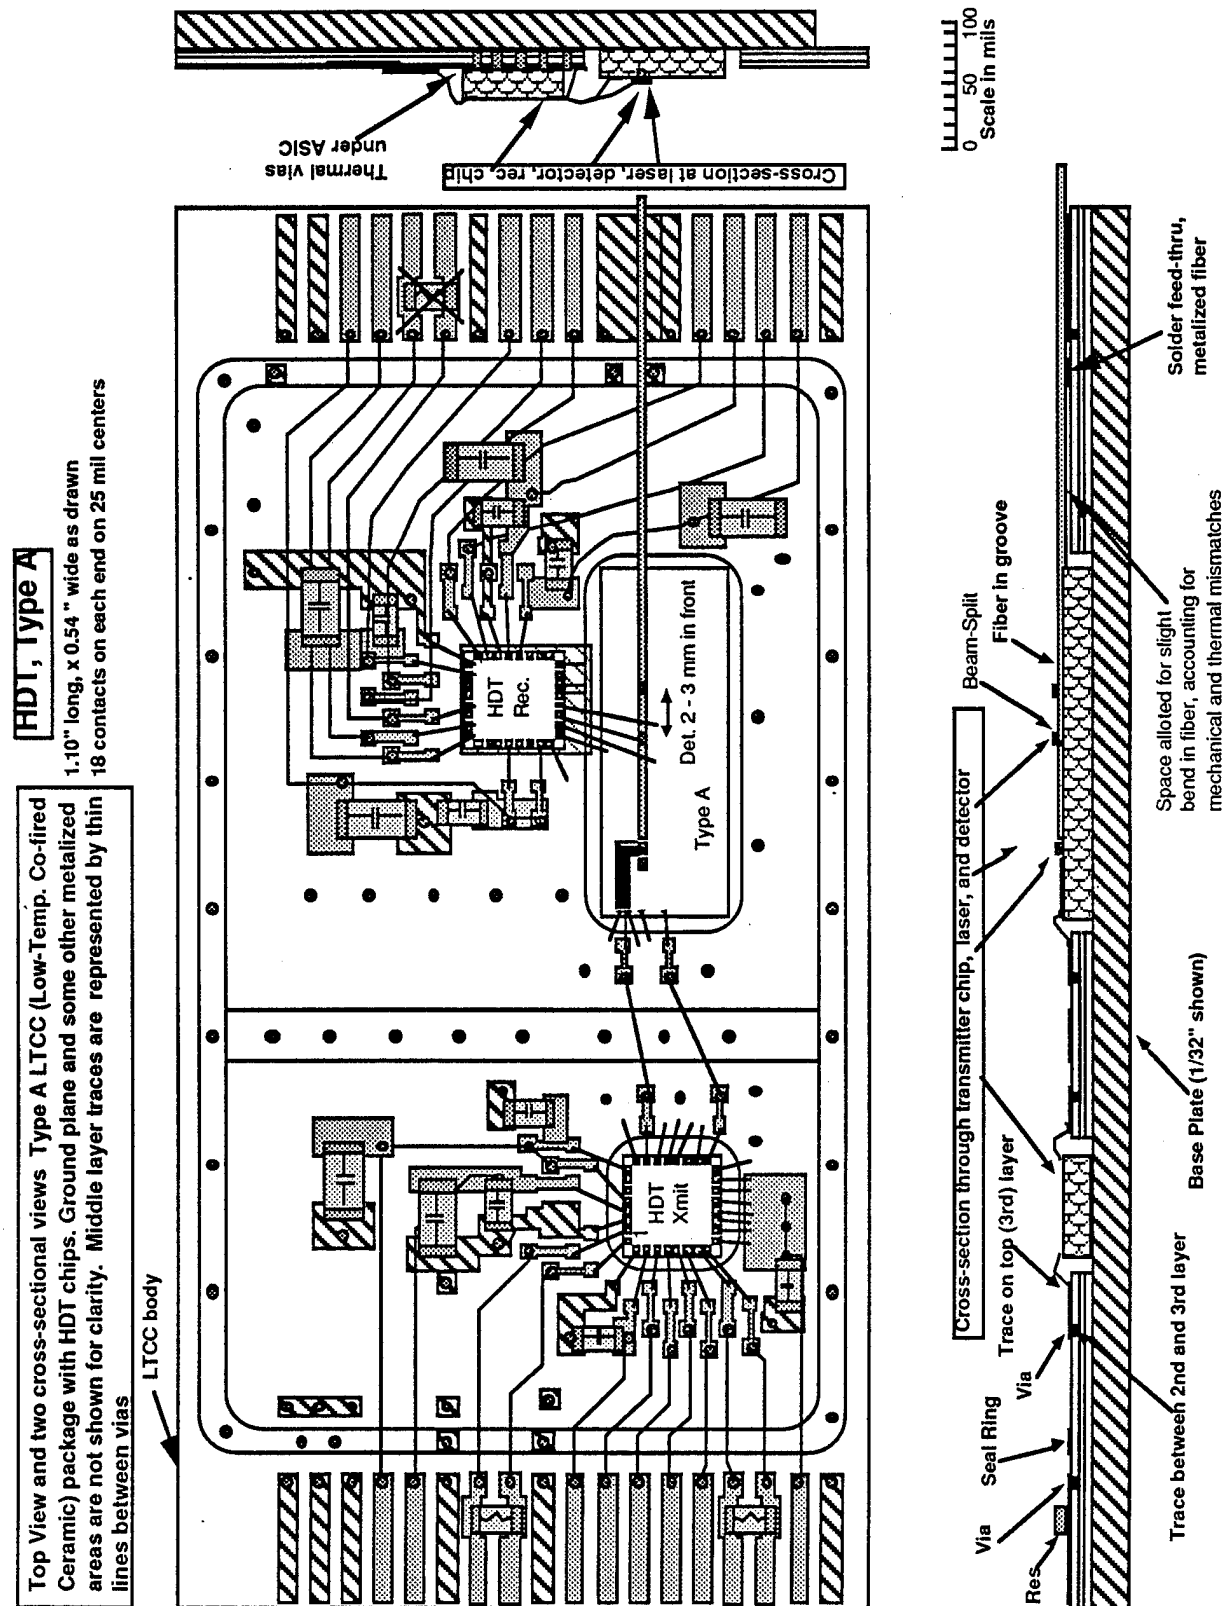 HDT, Type A
Top View and two cross-sectional views Type A LTCC (Low-Temp. Co-fired
Ceramic) package with HDT chips. Ground plane and some other metalized
areas are not shown for clarity. Middle layer traces are represented by thin
lines between vias
1.10" long, x 0.54 " wide as drawn
18 contacts on each end on 25 mil centers
LTCC body
HDT
Xmit
HDT
Rec.
Type A
Det. 2 - 3 mm in front
Thermal vias
under ASIC
Cross-section at laser, detector, rec. chip
0 50 100
Scale in mils
Cross-section through transmitter chip, laser, and detector
Res
Via
Seal Ring
Via
Trace on top (3rd) layer
Beam-Split
Fiber in groove
Trace between 2nd and 3rd layer
Base Plate (1/32" shown)
Space alloted for slight
bend in fiber, accounting for
mechanical and thermal mismatches
Solder feed-thru,
metalized fiber